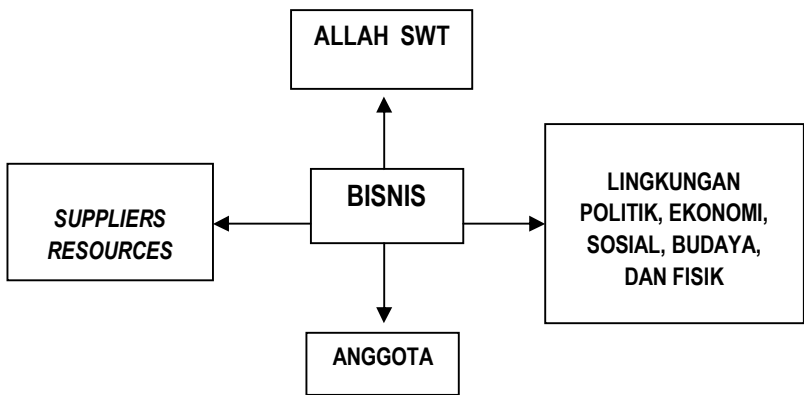 ALLAH SWT
SUPPLIERS
RESOURCES
BISNIS
LINGKUNGAN
POLITIK, EKONOMI,
SOSIAL, BUDAYA,
DAN FISIK
ANGGOTA